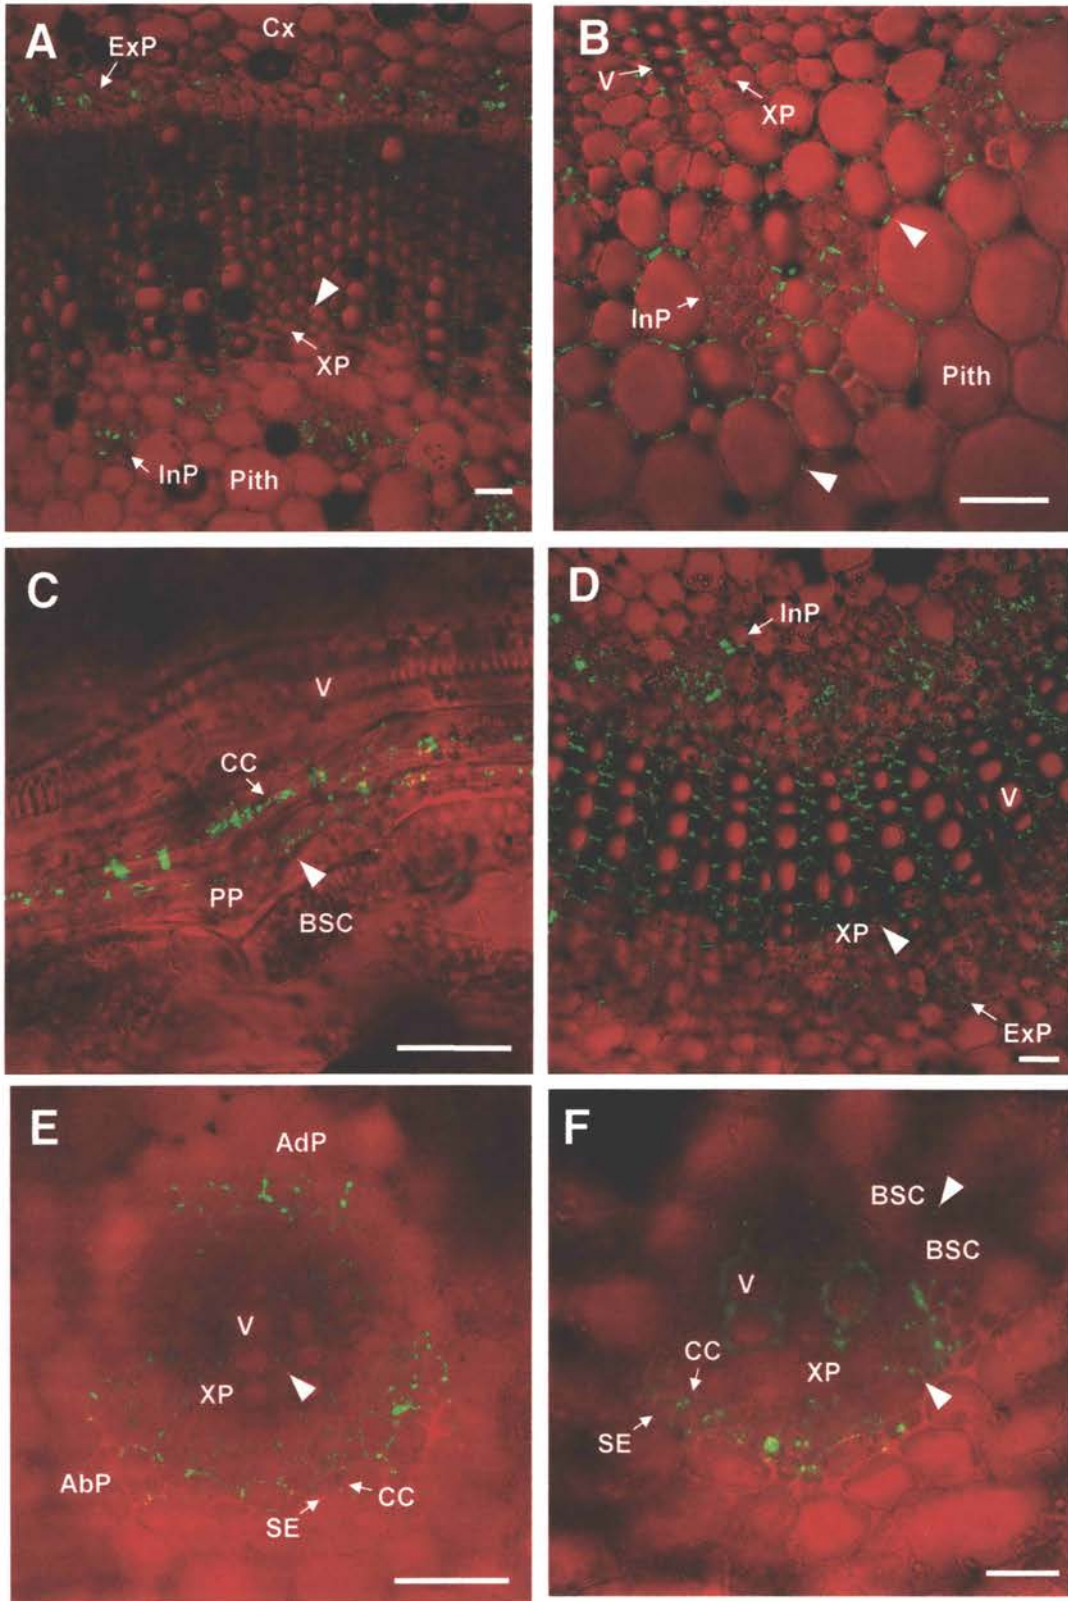 A
Cx
ExP
XP
InP
Pith
B
V
XP
InP
Pith
C
V
CC
PP
BSC
D
InP
V
XP
ExP
E
AdP
V
XP
AbP
CC
SE
F
BSC
BSC
V
CC
XP
SE